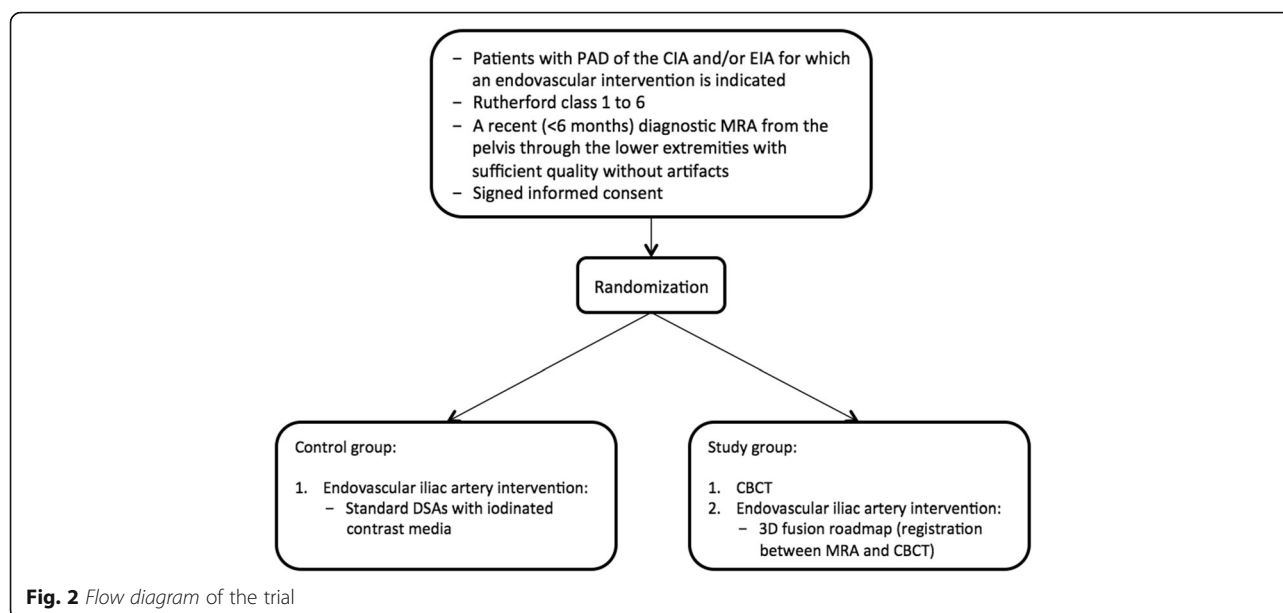 – Patients with PAD of the CIA and/or EIA for which
an endovascular intervention is indicated
– Rutherford class 1 to 6
– A recent (<6 months) diagnostic MRA from the
pelvis through the lower extremities with
sufficient quality without artifacts
– Signed informed consent
Randomization
Control group:
1. Endovascular iliac artery intervention:
– Standard DSAs with iodinated
contrast media
Study group:
1. CBCT
2. Endovascular iliac artery intervention:
– 3D fusion roadmap (registration
between MRA and CBCT)
Fig. 2 Flow diagram of the trial